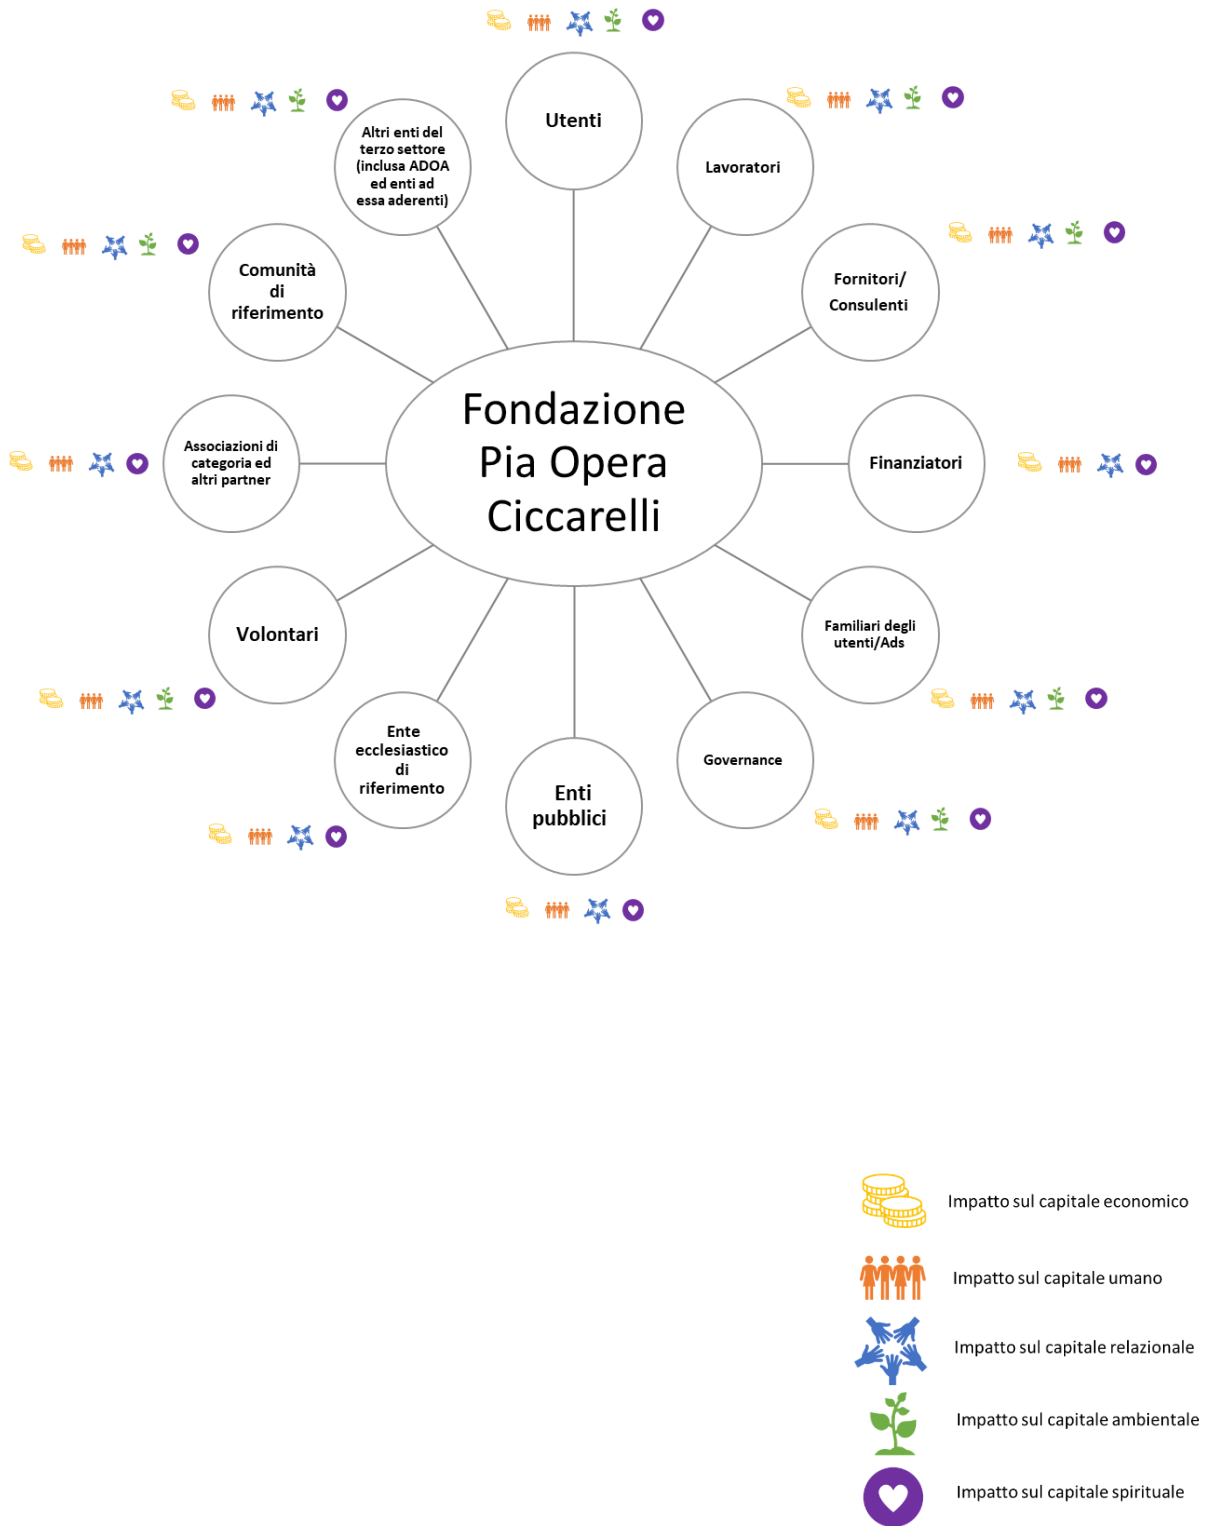 Utenti
Altri enti del
terzo settore
(inclusa ADOA
ed enti ad
essa aderenti)
Lavoratori
Comunità
di
riferimento
Fornitori/
Consulenti
Fondazione
Pia Opera
Ciccarelli
Associazioni di
categoria ed
altri partner
Finanziatori
Volontari
Familiari degli
utenti/Ads
Ente
ecclesiastico
di
riferimento
Governance
Enti
pubblici
Impatto sul capitale economico
Impatto sul capitale umano
Impatto sul capitale relazionale
Impatto sul capitale ambientale
Impatto sul capitale spirituale